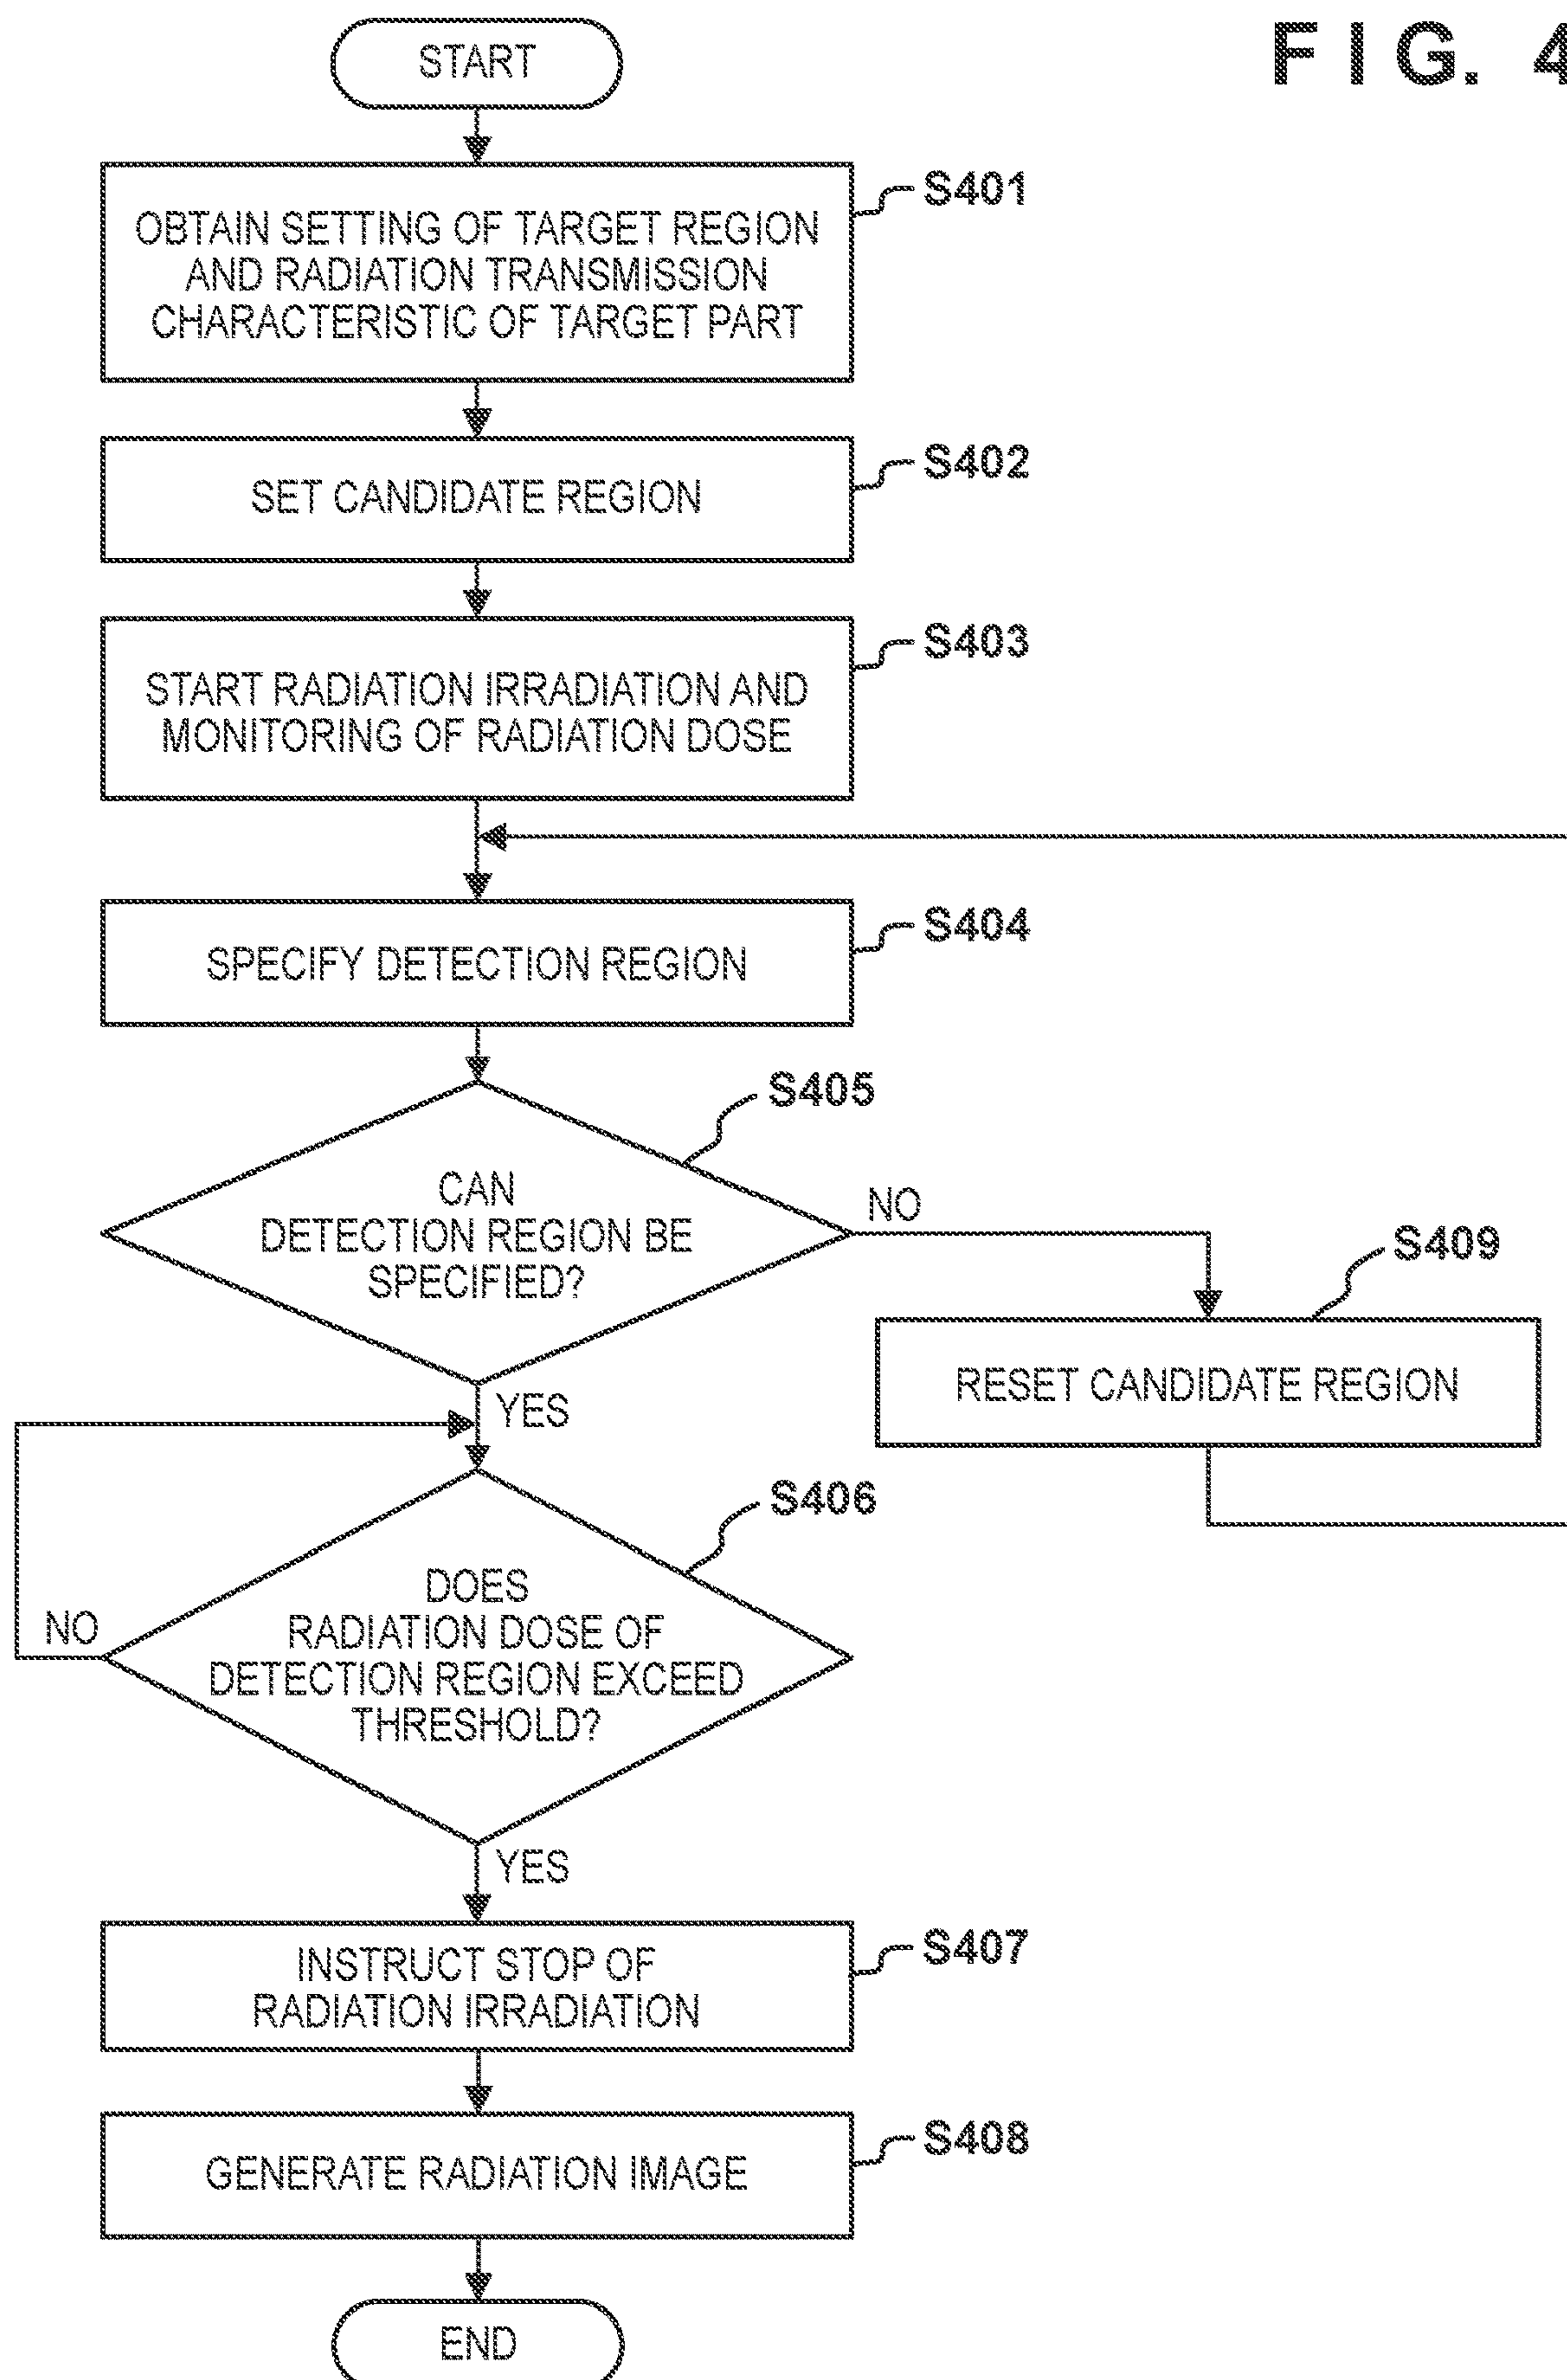 FIG. 4
START
S401
OBTAIN SETTING OF TARGET REGION
AND RADIATION TRANSMISSION
CHARACTERISTIC OF TARGET PART
S402
SET CANDIDATE REGION
S403
START RADIATION IRRADIATION AND
MONITORING OF RADIATION DOSE
S404
SPECIFY DETECTION REGION
S405
CAN
DETECTION REGION BE
SPECIFIED?
NO
S409
RESET CANDIDATE REGION
YES
S406
DOES
RADIATION DOSE OF
DETECTION REGION EXCEED
THRESHOLD?
NO
YES
S407
INSTRUCT STOP OF
RADIATION IRRADIATION
S408
GENERATE RADIATION IMAGE
END